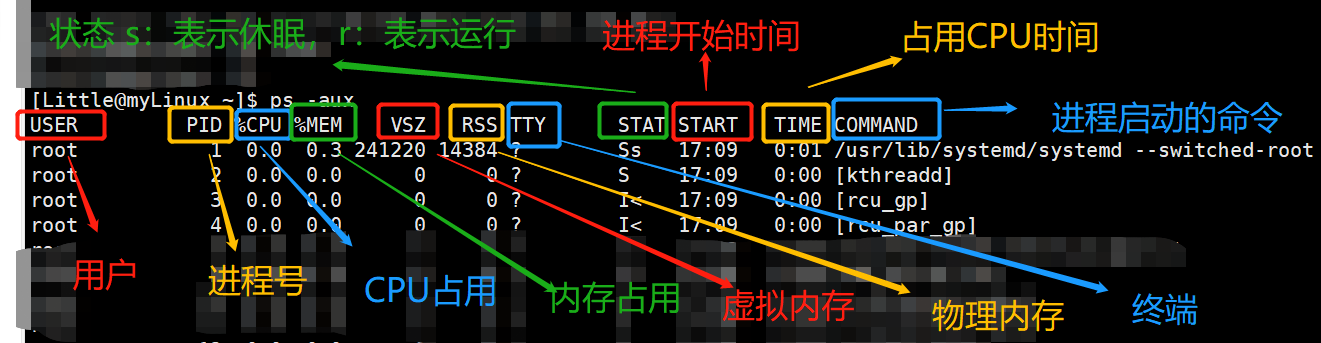 状态 s：表示休眠，r：表示运行
进程开始时间
占用CPU时间
[Little@myLinux ~]$ ps -aux
USER PID %CPU %MEM VSZ RSS TTY STAT START TIME COMMAND
进程启动的命令
root 1 0.0 0.3 241220 14384 ? Ss 17:09 0:01 /usr/lib/systemd/systemd --switched-root
root 2 0.0 0.0 0 0 ? S 17:09 0:00 [kthreadd]
root 3 0.0 0.0 0 0 ? I< 17:09 0:00 [rcu_gp]
root 4 0.0 0.0 0 0 ? I< 17:09 0:00 [rcu_par_gp]
用户
进程号
CPU占用
内存占用
虚拟内存
物理内存
终端